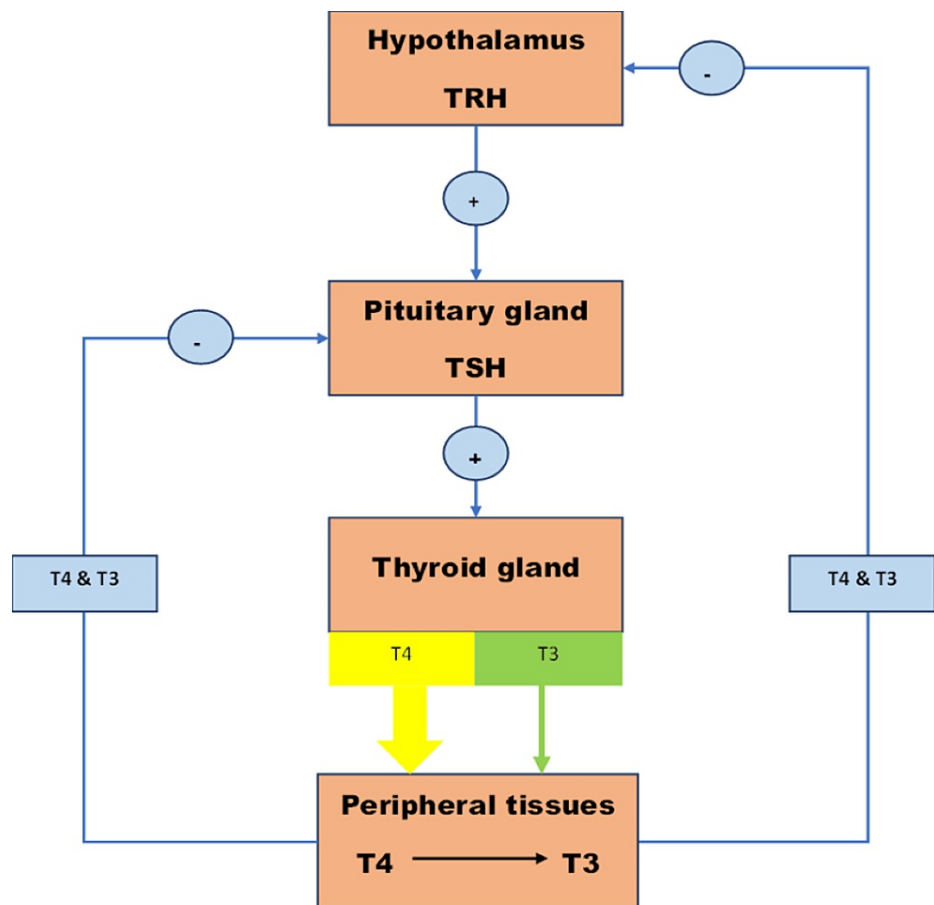 Hypothalamus
TRH
-
+
Pituitary gland
TSH
-
+
Thyroid gland
T4 & T3
T4 & T3
T4
T3
Peripheral tissues
T4
T3